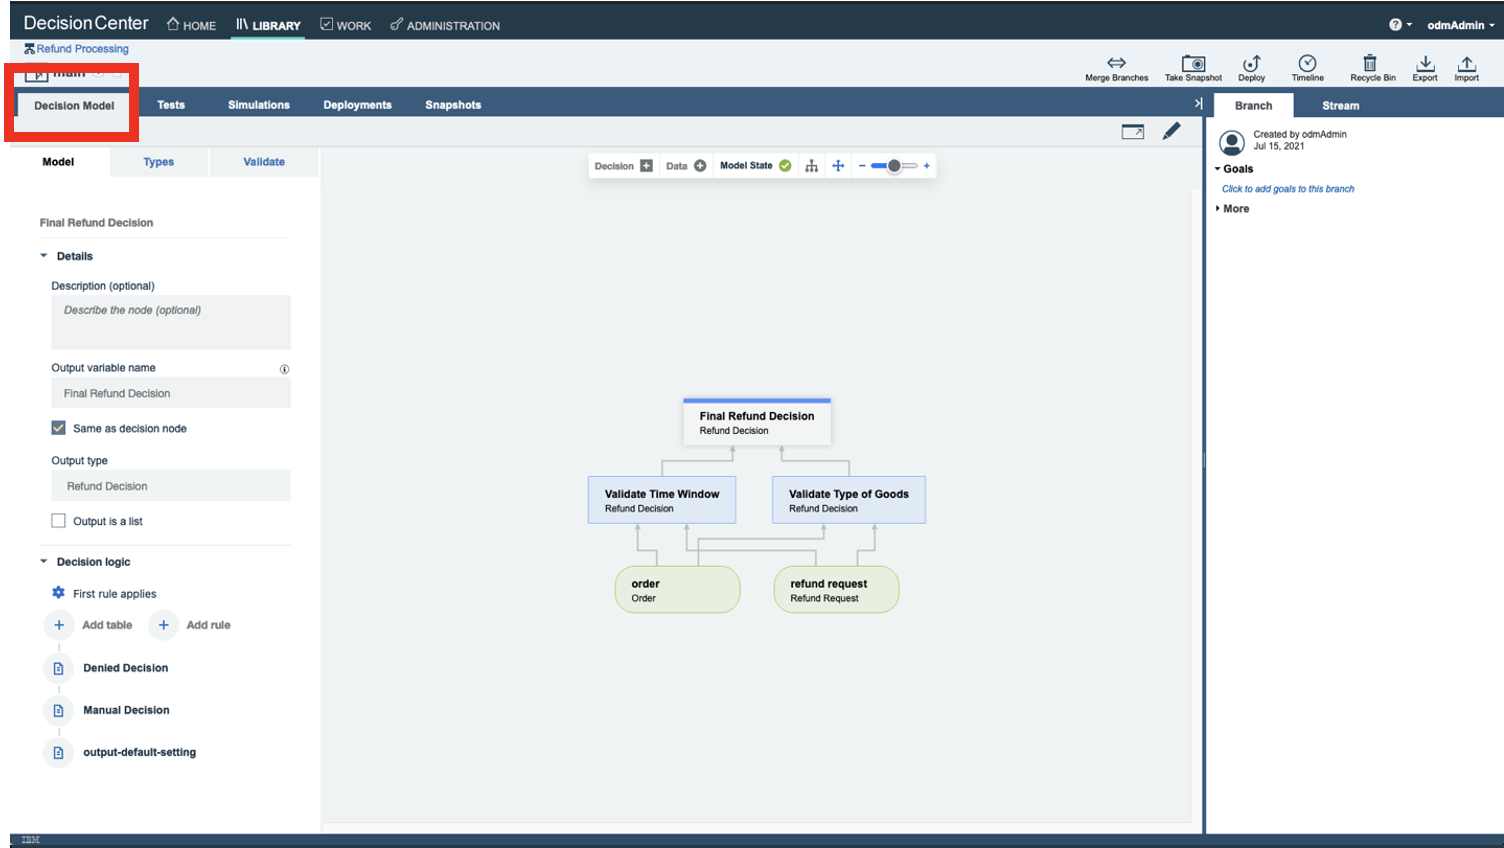 Decision Center HOME LIBRARY WORK ADMINISTRATION ? odmAdmin
Refund Processing
main
Merge Branches Take Snapshot Deploy Timeline Recycle Bin Export Import
Decision Model Tests Simulations Deployments Snapshots
Branch Stream
Created by odmAdmin
Jul 15, 2021
Goals
Click to add goals to this branch
More
Model Types Validate
Decision Data Model State
Final Refund Decision
Details
Description (optional)
Describe the node (optional)
Output variable name
Final Refund Decision
Same as decision node
Output type
Refund Decision
Output is a list
Decision logic
First rule applies
Add table Add rule
Denied Decision
Manual Decision
output-default-setting
Final Refund Decision
Refund Decision
Validate Time Window
Refund Decision
Validate Type of Goods
Refund Decision
order
Order
refund request
Refund Request
IBM